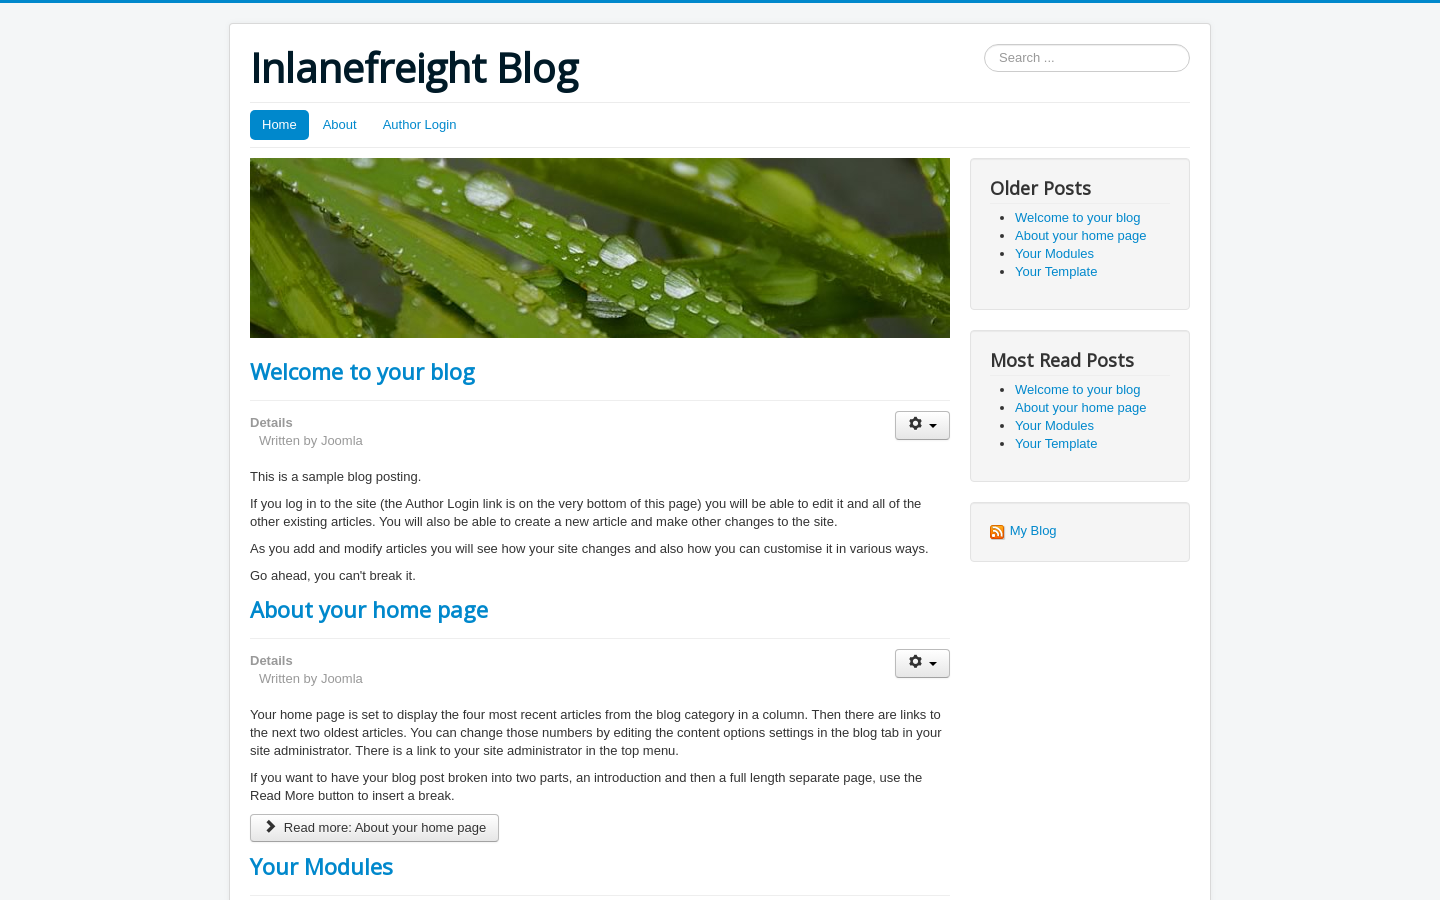 Inlanefreight Blog
Search ...
Home About Author Login
Welcome to your blog
Details
Written by Joomla
This is a sample blog posting.
If you log in to the site (the Author Login link is on the very bottom of this page) you will be able to edit it and all of the
other existing articles. You will also be able to create a new article and make other changes to the site.
As you add and modify articles you will see how your site changes and also how you can customise it in various ways.
Go ahead, you can't break it.
About your home page
Details
Written by Joomla
Your home page is set to display the four most recent articles from the blog category in a column. Then there are links to
the next two oldest articles. You can change those numbers by editing the content options settings in the blog tab in your
site administrator. There is a link to your site administrator in the top menu.
If you want to have your blog post broken into two parts, an introduction and then a full length separate page, use the
Read More button to insert a break.
Read more: About your home page
Your Modules
Older Posts
Welcome to your blog
About your home page
Your Modules
Your Template
Most Read Posts
Welcome to your blog
About your home page
Your Modules
Your Template
My Blog